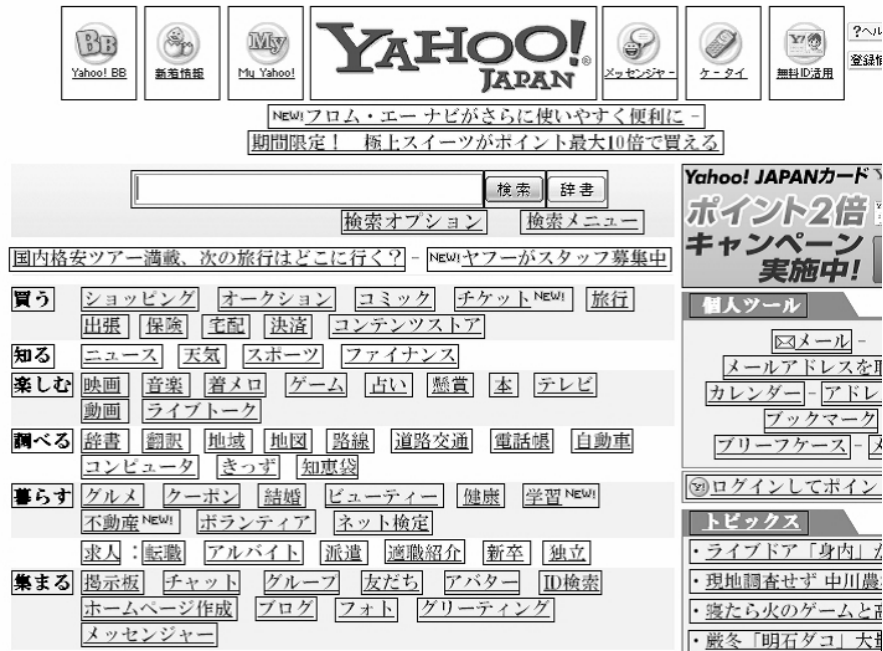 Yahoo! BB 新着情報 My Yahoo! YAHOO! JAPAN メッセンジャー ケータイ 無料ID活用 ?ヘル
登録情
NEW!フロム・エー ナビがさらに使いやすく便利に -
期間限定！ 極上スイーツがポイント最大10倍で買える
検索 辞書
検索オプション 検索メニュー
国内格安ツアー満載、次の旅行はどこに行く？ - NEW!ヤフーがスタッフ募集中
買う ショッピング オークション コミック チケットNEW! 旅行
出張 保険 宅配 決済 コンテンツストア
知る ニュース 天気 スポーツ ファイナンス
楽しむ 映画 音楽 着メロ ゲーム 占い 懸賞 本 テレビ
動画 ライブトーク
調べる 辞書 翻訳 地域 地図 路線 道路交通 電話帳 自動車
コンピュータ きっず 知恵袋
暮らす グルメ クーポン 結婚 ビューティー 健康 学習NEW!
不動産NEW! ボランティア ネット検定
求人：転職 アルバイト 派遣 適職紹介 新卒 独立
集まる 掲示板 チャット グループ 友だち アバター ID検索
ホームページ作成 ブログ フォト グリーティング
メッセンジャー
Yahoo! JAPANカード
ポイント2倍
キャンペーン
実施中!
個人ツール
メール -
メールアドレスを取
カレンダー - アドレ
ブックマーク
ブリーフケース - メ
ログインしてポイン
トピックス
・ライブドア「身内」が
・現地調査せず 中川農
・寝たら火のゲームと高
・厳冬「明石ダコ」大量